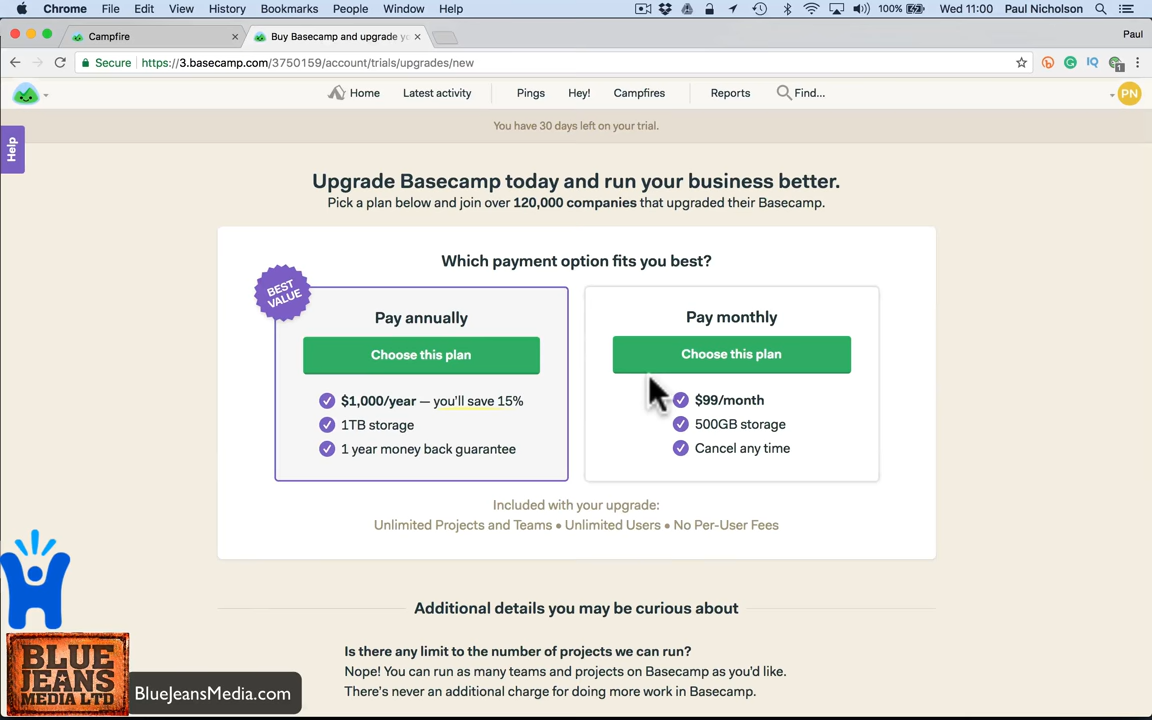 Chrome File Edit View History Bookmarks People Window Help 100% Wed 11:00 Paul Nicholson
Campfire × Buy Basecamp and upgrade yo × Paul
Secure https://3.basecamp.com/3750159/account/trials/upgrades/new
Home Latest activity Pings Hey! Campfires Reports Find... PN
You have 30 days left on your trial.
Help
Upgrade Basecamp today and run your business better.
Pick a plan below and join over 120,000 companies that upgraded their Basecamp.
Which payment option fits you best?
BEST
VALUE
Pay annually
Choose this plan
$1,000/year — you'll save 15%
1TB storage
1 year money back guarantee
Pay monthly
Choose this plan
$99/month
500GB storage
Cancel any time
Included with your upgrade:
Unlimited Projects and Teams • Unlimited Users • No Per-User Fees
Additional details you may be curious about
Is there any limit to the number of projects we can run?
Nope! You can run as many teams and projects on Basecamp as you'd like.
There's never an additional charge for doing more work in Basecamp.
BLUE
JEANS
MEDIA LTD
BlueJeansMedia.com